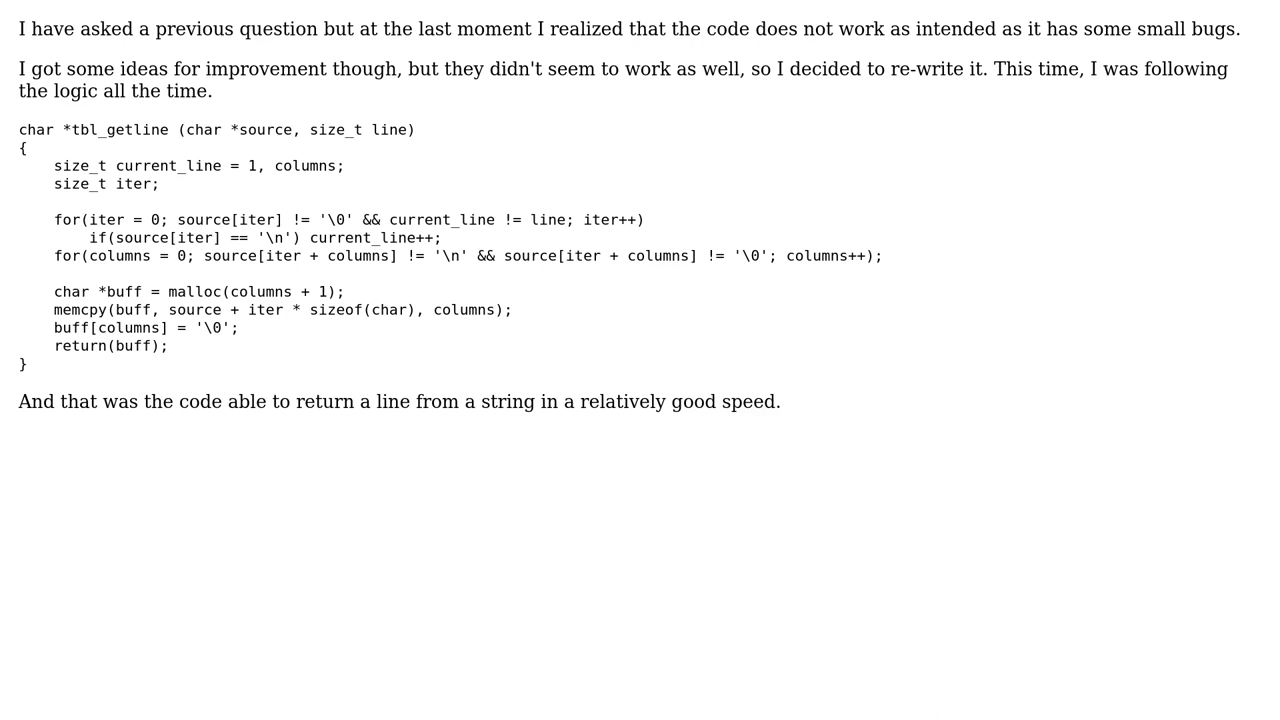 I have asked a previous question but at the last moment I realized that the code does not work as intended as it has some small bugs.
I got some ideas for improvement though, but they didn't seem to work as well, so I decided to re-write it. This time, I was following
the logic all the time.
char *tbl_getline (char *source, size_t line)
{
    size_t current_line = 1, columns;
    size_t iter;

    for(iter = 0; source[iter] != '\0' && current_line != line; iter++)
        if(source[iter] == '\n') current_line++;
    for(columns = 0; source[iter + columns] != '\n' && source[iter + columns] != '\0'; columns++);

    char *buff = malloc(columns + 1);
    memcpy(buff, source + iter * sizeof(char), columns);
    buff[columns] = '\0';
    return(buff);
}
And that was the code able to return a line from a string in a relatively good speed.